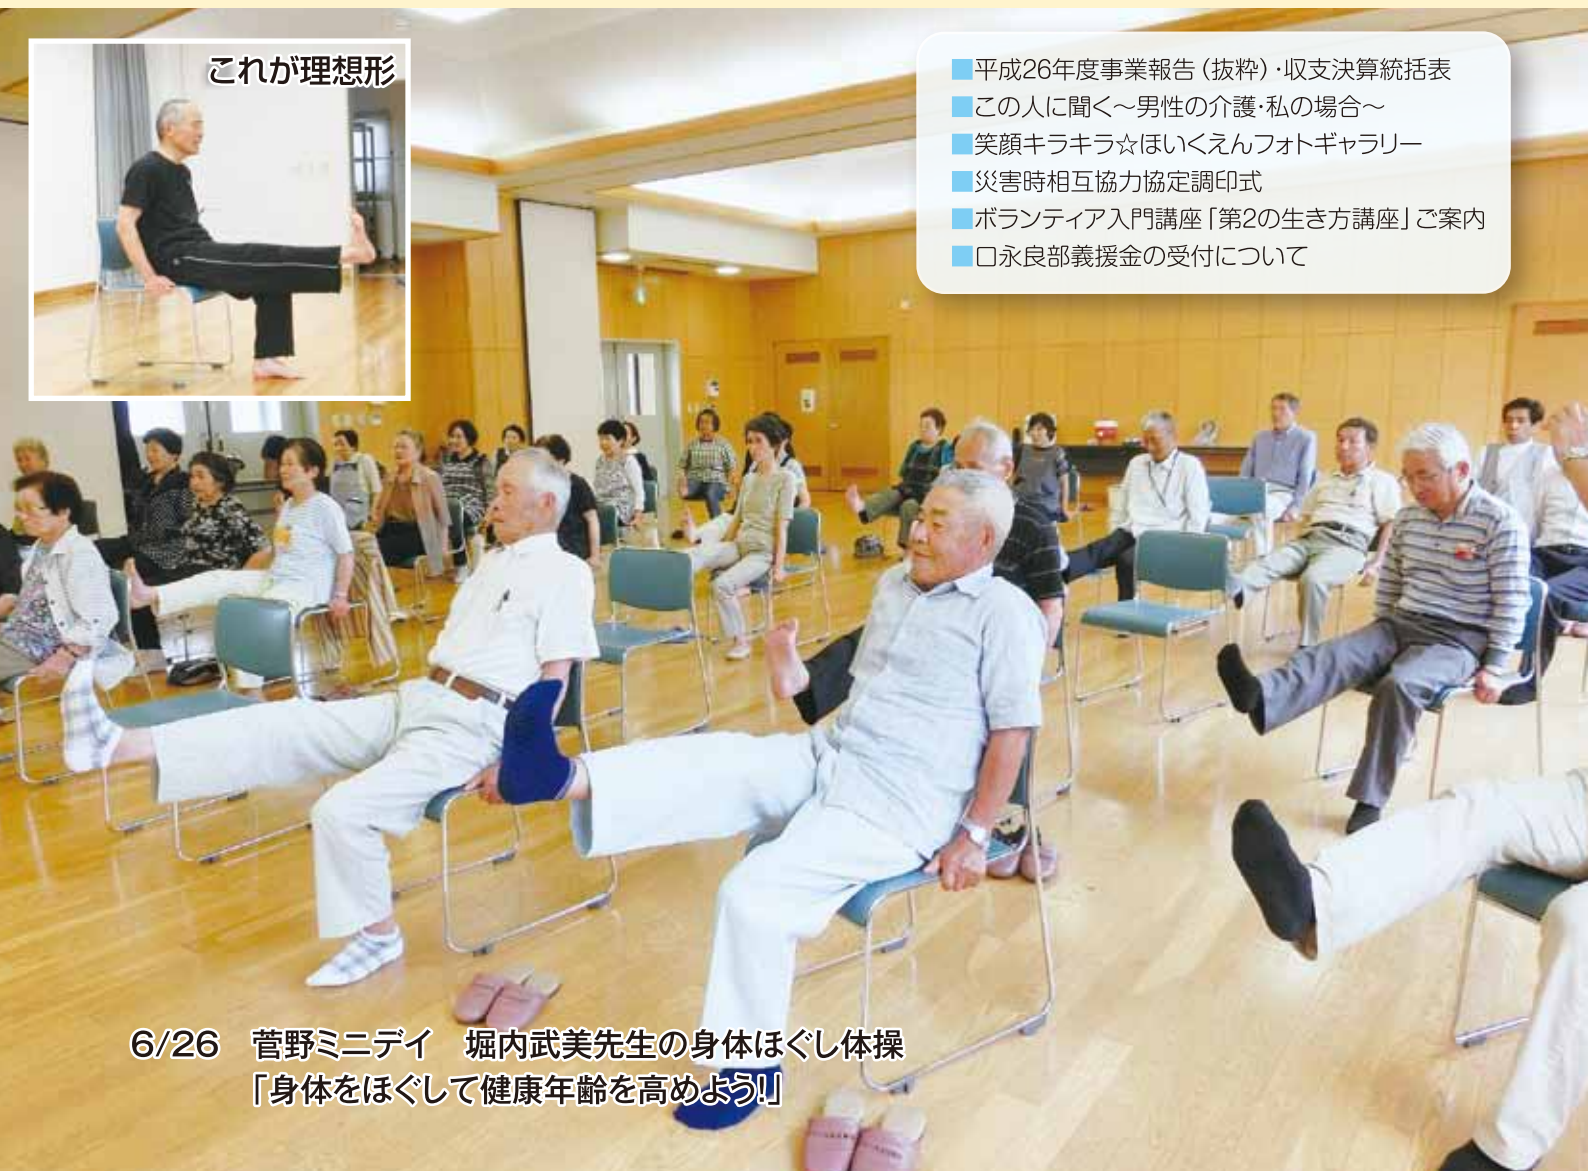 これが理想形
■平成26年度事業報告（抜粋）・収支決算統括表
■この人に聞く～男性の介護・私の場合～
■笑顔キラキラ☆ほいくえんフォトギャラリー
■災害時相互協力協定調印式
■ボランティア入門講座「第2の生き方講座」ご案内
■口永良部義援金の受付について
6/26　菅野ミニデイ　堀内武美先生の身体ほぐし体操
「身体をほぐして健康年齢を高めよう!」